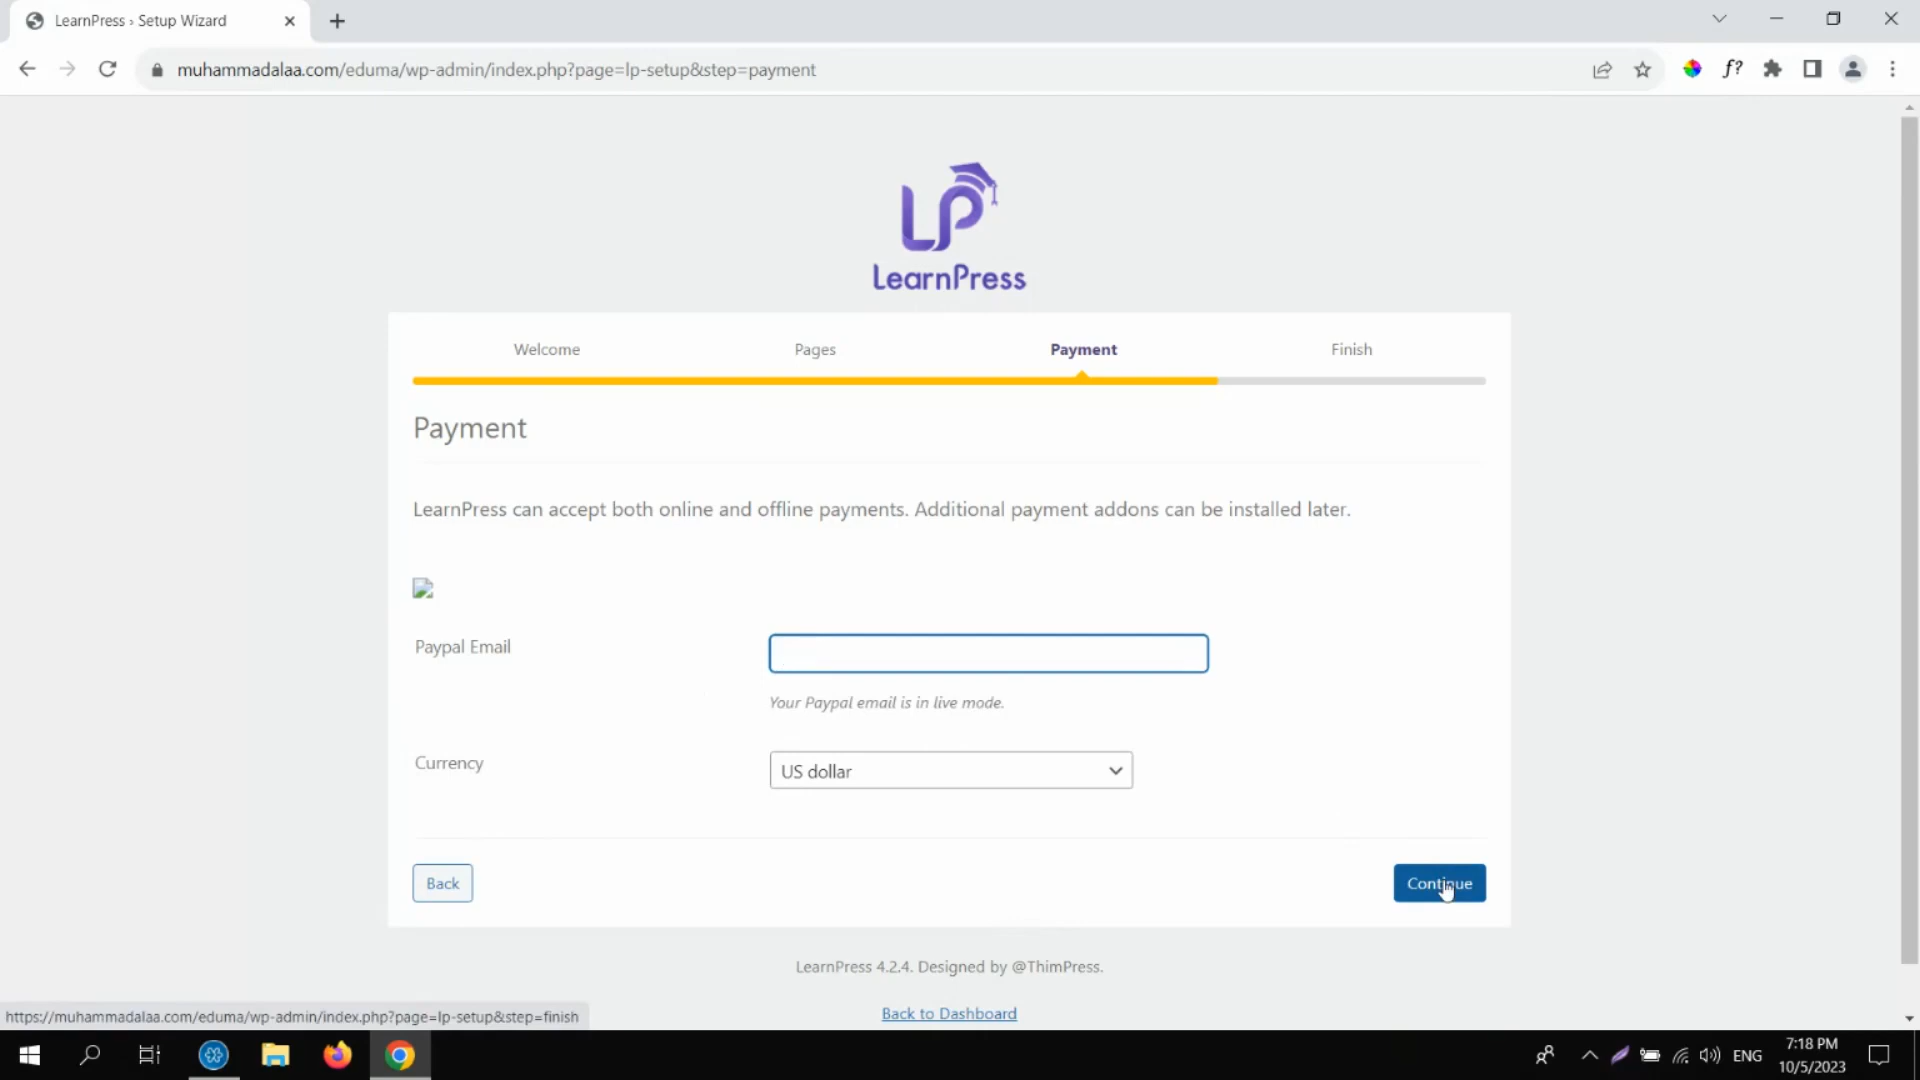 LearnPress › Setup Wizard
muhammadalaa.com/eduma/wp-admin/index.php?page=lp-setup&step=payment
f?
LP
LearnPress
Welcome
Pages
Payment
Finish
Payment
LearnPress can accept both online and offline payments. Additional payment addons can be installed later.
Paypal Email
Your Paypal email is in live mode.
Currency
US dollar
Back
Continue
LearnPress 4.2.4. Designed by @ThimPress.
Back to Dashboard
https://muhammadalaa.com/eduma/wp-admin/index.php?page=lp-setup&step=finish
ENG
7:18 PM
10/5/2023